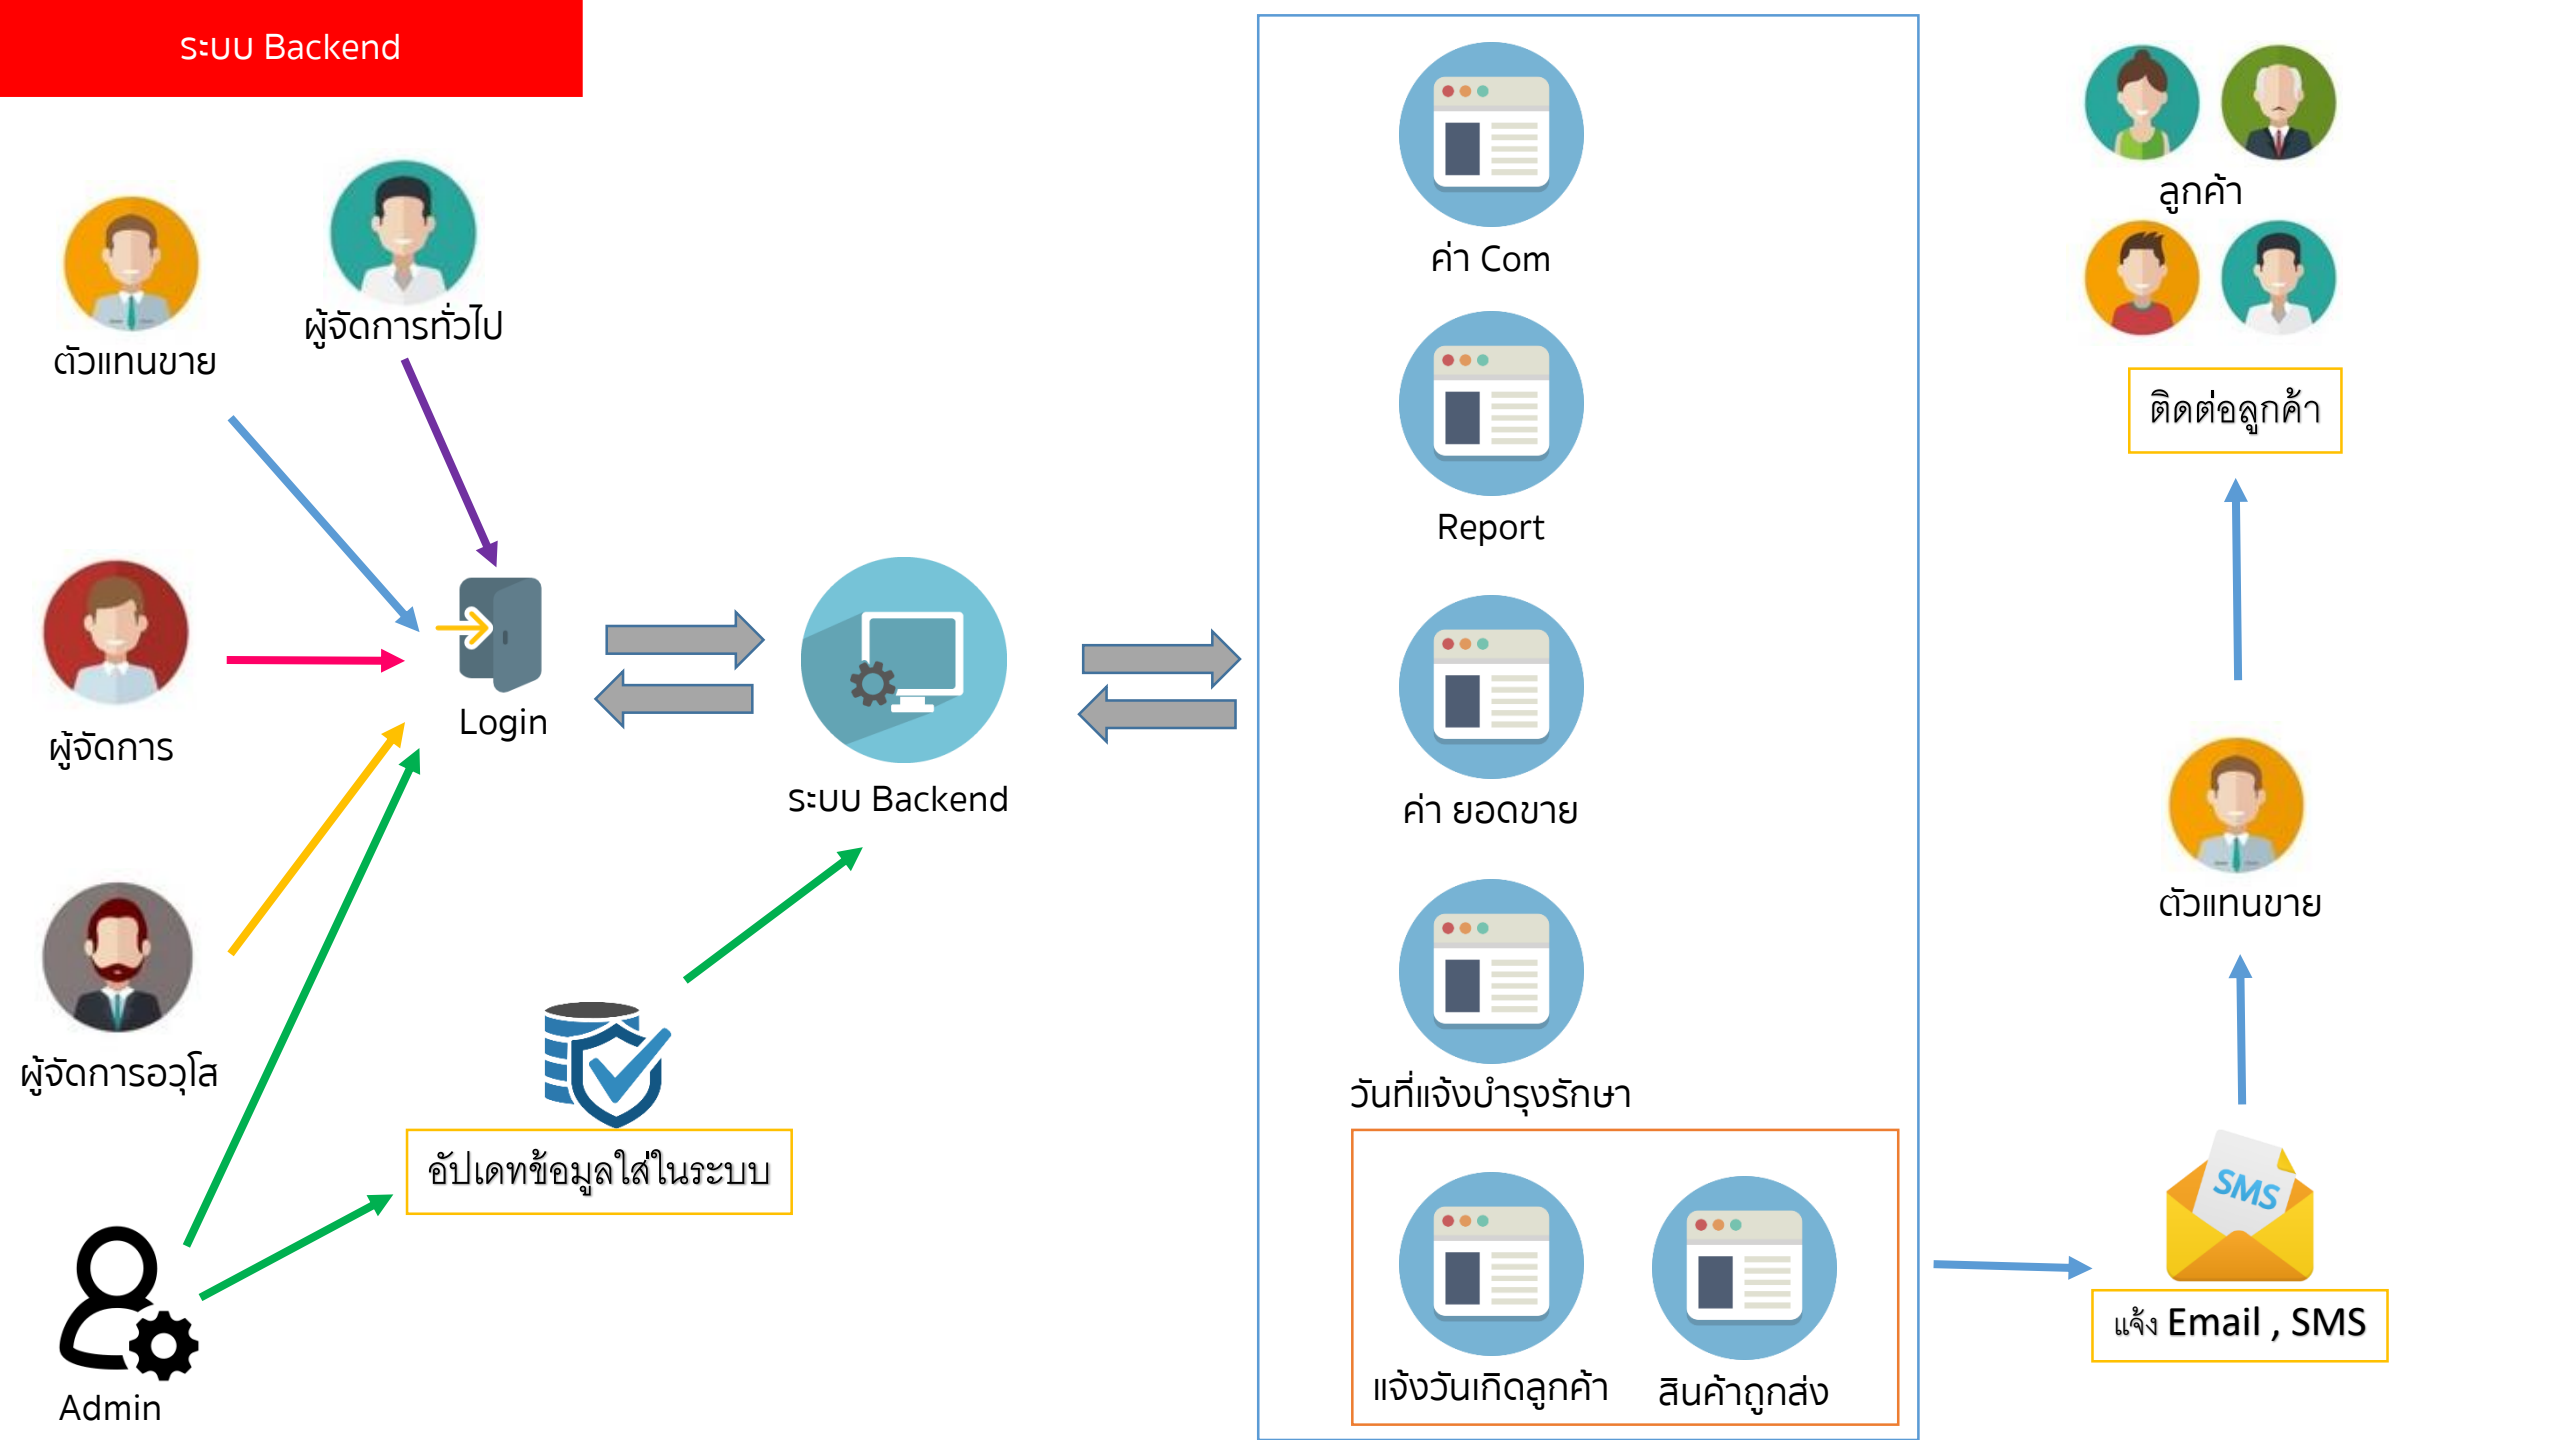 ระบบ Backend
ตัวแทนขาย
ผู้จัดการทั่วไป
ผู้จัดการ
ผู้จัดการอวุโส
Admin
Login
ระบบ Backend
อัปเดทข้อมูลใส่ในระบบ
ค่า Com
Report
ค่า ยอดขาย
วันที่แจ้งบำรุงรักษา
แจ้งวันเกิดลูกค้า
สินค้าถูกส่ง
ลูกค้า
ติดต่อลูกค้า
ตัวแทนขาย
SMS
แจ้ง Email , SMS